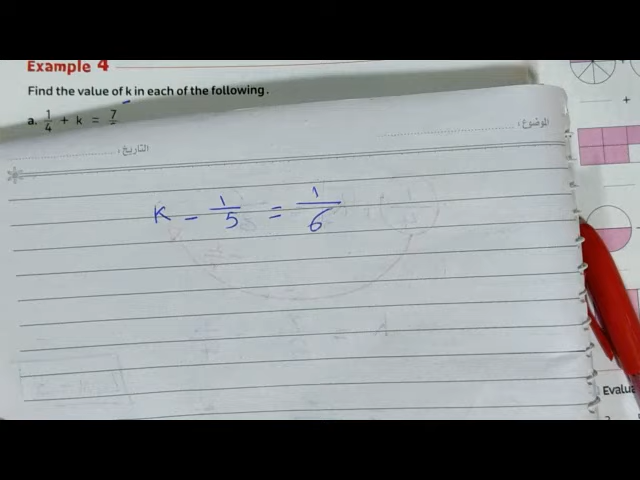 Example 4
Find the value of k in each of the following.
a. 1/4 + k = 7
الموضوع:
التاريخ:
K - 1/5 = 1/6
+
Evalua